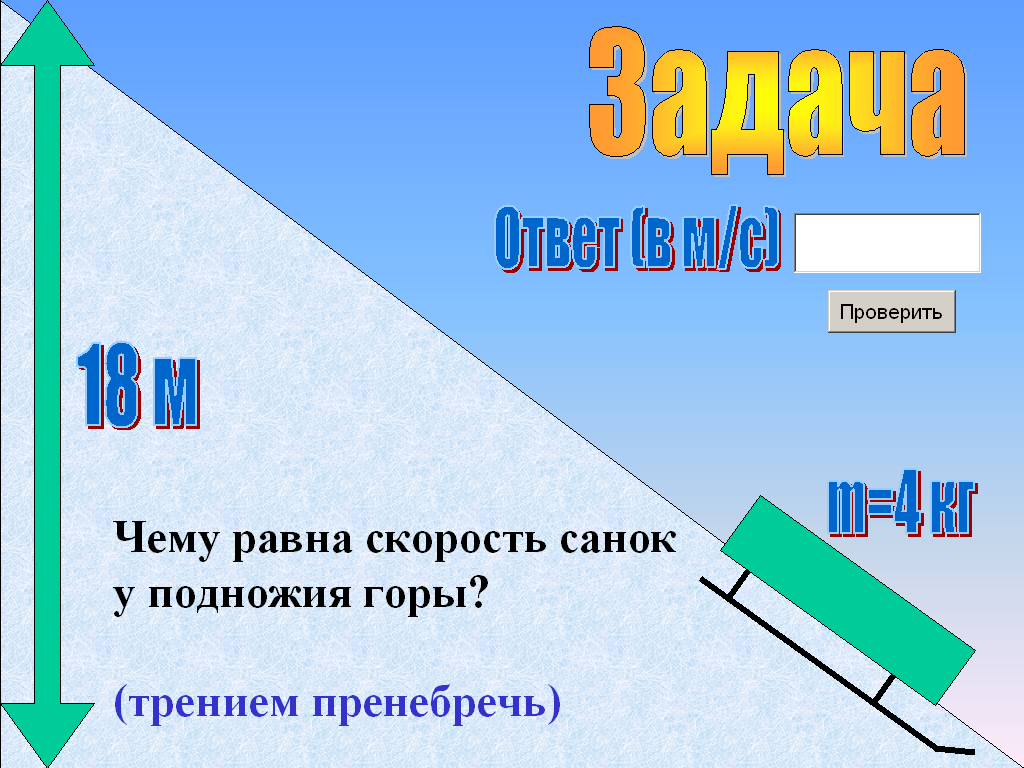 Задача
Ответ (в м/с)
Проверить
18 м
m=4 кг
Чему равна скорость санок
у подножия горы?
(трением пренебречь)